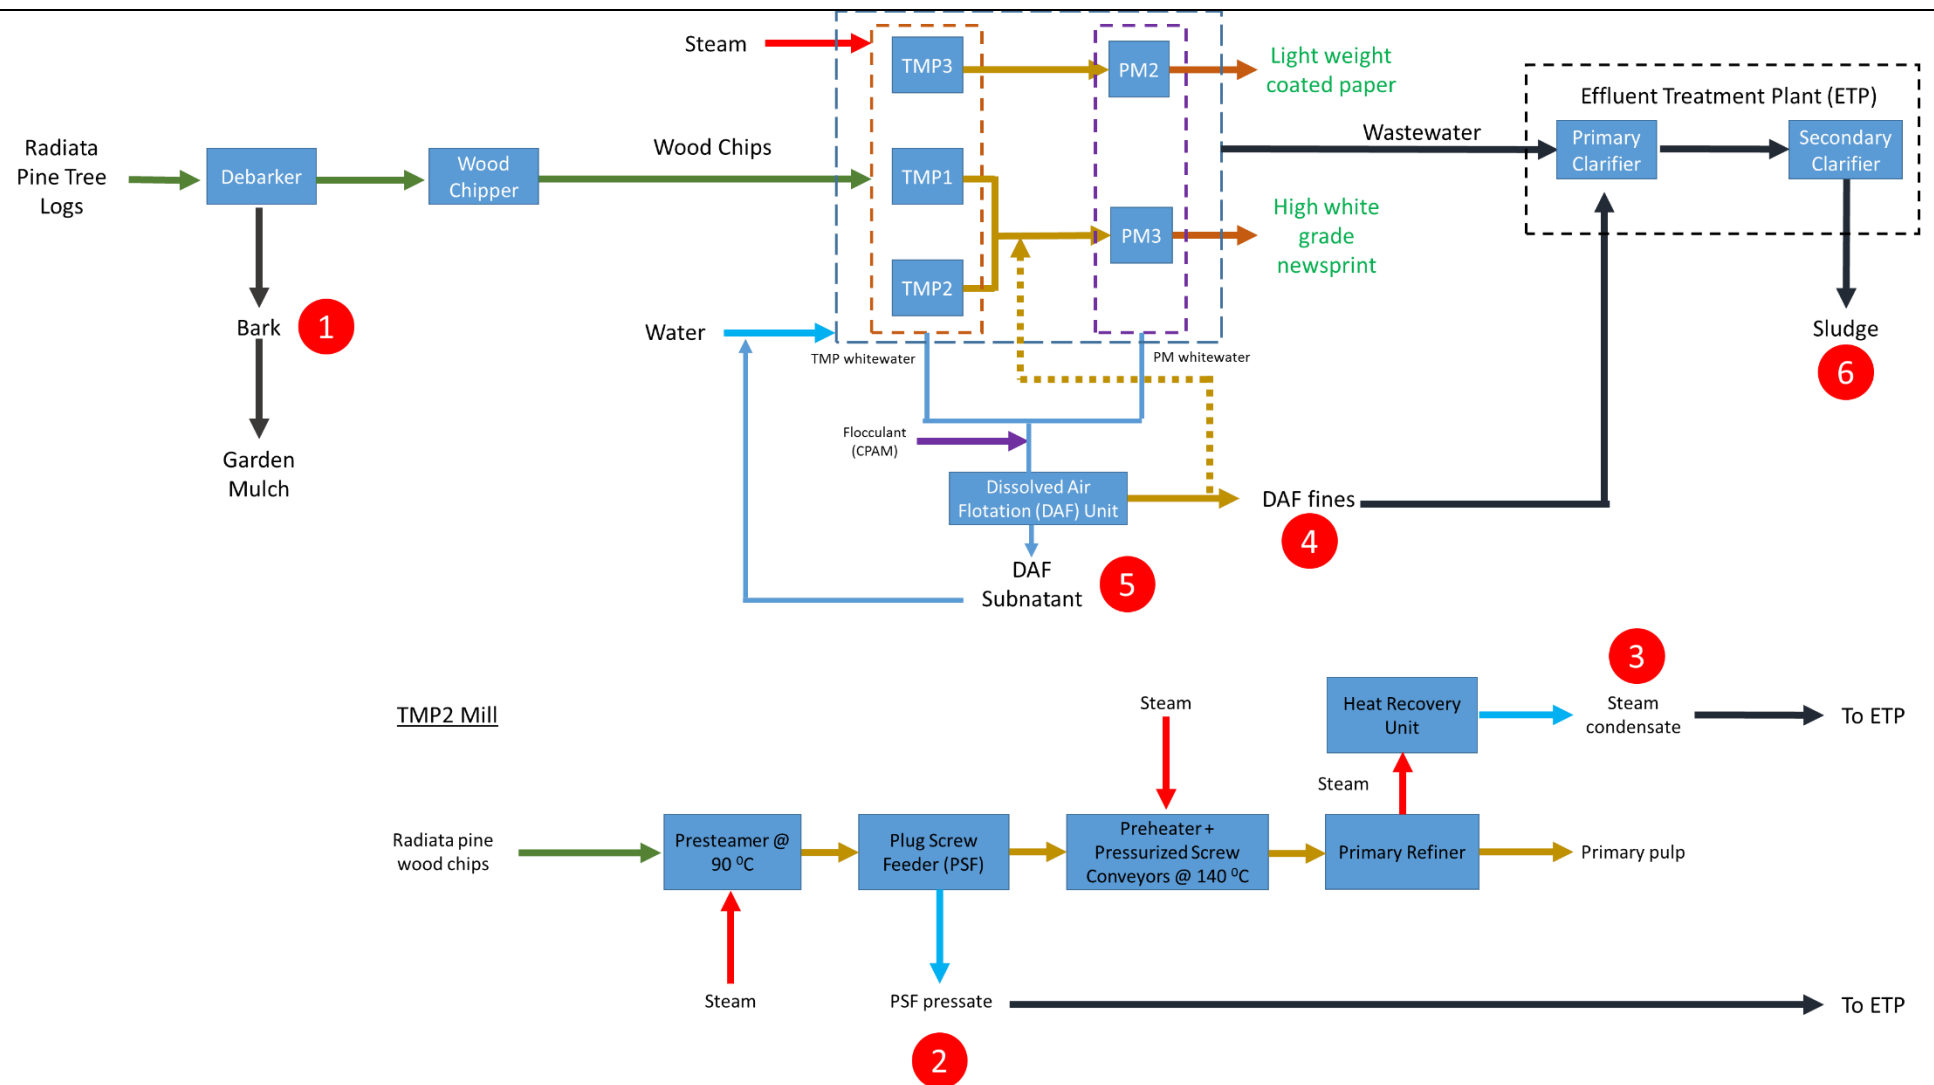 Steam
TMP3
PM2
Light weight
coated paper
Effluent Treatment Plant (ETP)
Radiata
Pine Tree
Logs
Debarker
Wood
Chipper
Wood Chips
TMP1
Wastewater
Primary
Clarifier
Secondary
Clarifier
PM3
High white
grade
newsprint
TMP2
Bark
1
Water
TMP whitewater
PM whitewater
Sludge
6
Garden
Mulch
Flocculant
(CPAM)
Dissolved Air
Flotation (DAF) Unit
DAF fines
4
DAF
Subnatant
5
3
TMP2 Mill
Steam
Heat Recovery
Unit
Steam
condensate
To ETP
Steam
Radiata pine
wood chips
Presteamer @
90 ⁰C
Plug Screw
Feeder (PSF)
Preheater +
Pressurized Screw
Conveyors @ 140 ⁰C
Primary Refiner
Primary pulp
Steam
PSF pressate
To ETP
2